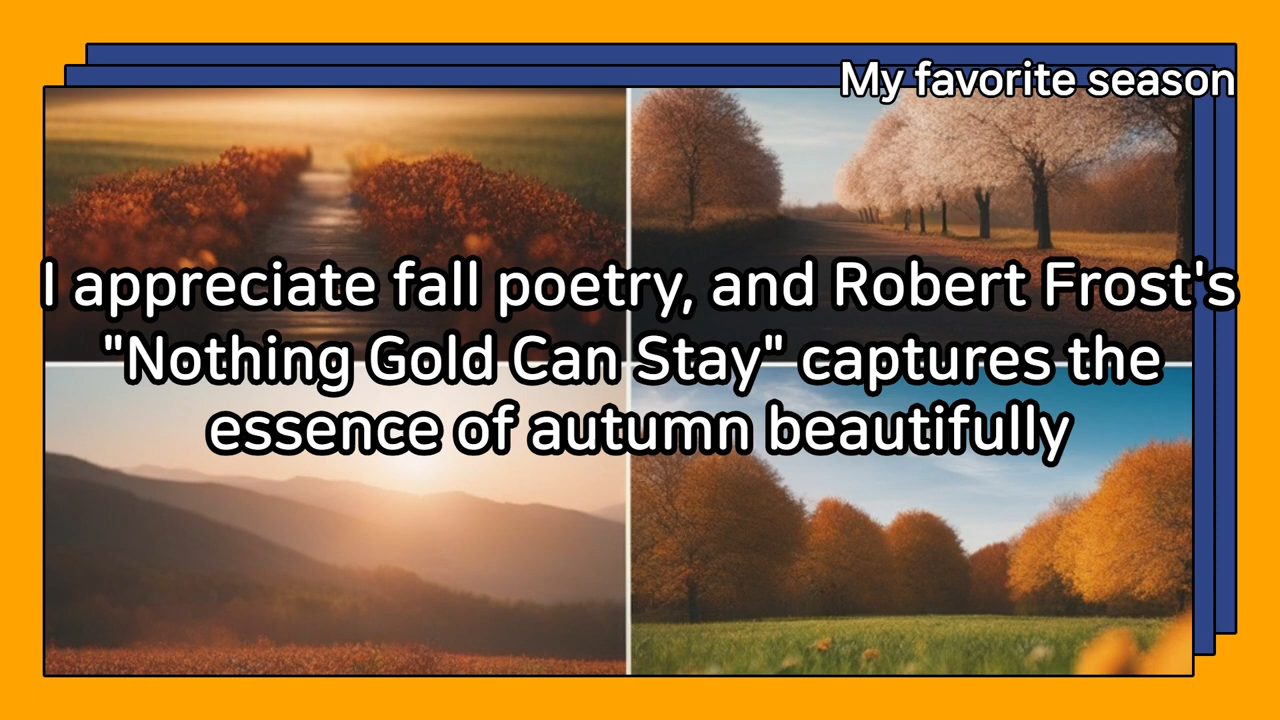 My favorite season
I appreciate fall poetry, and Robert Frost's
"Nothing Gold Can Stay" captures the
essence of autumn beautifully